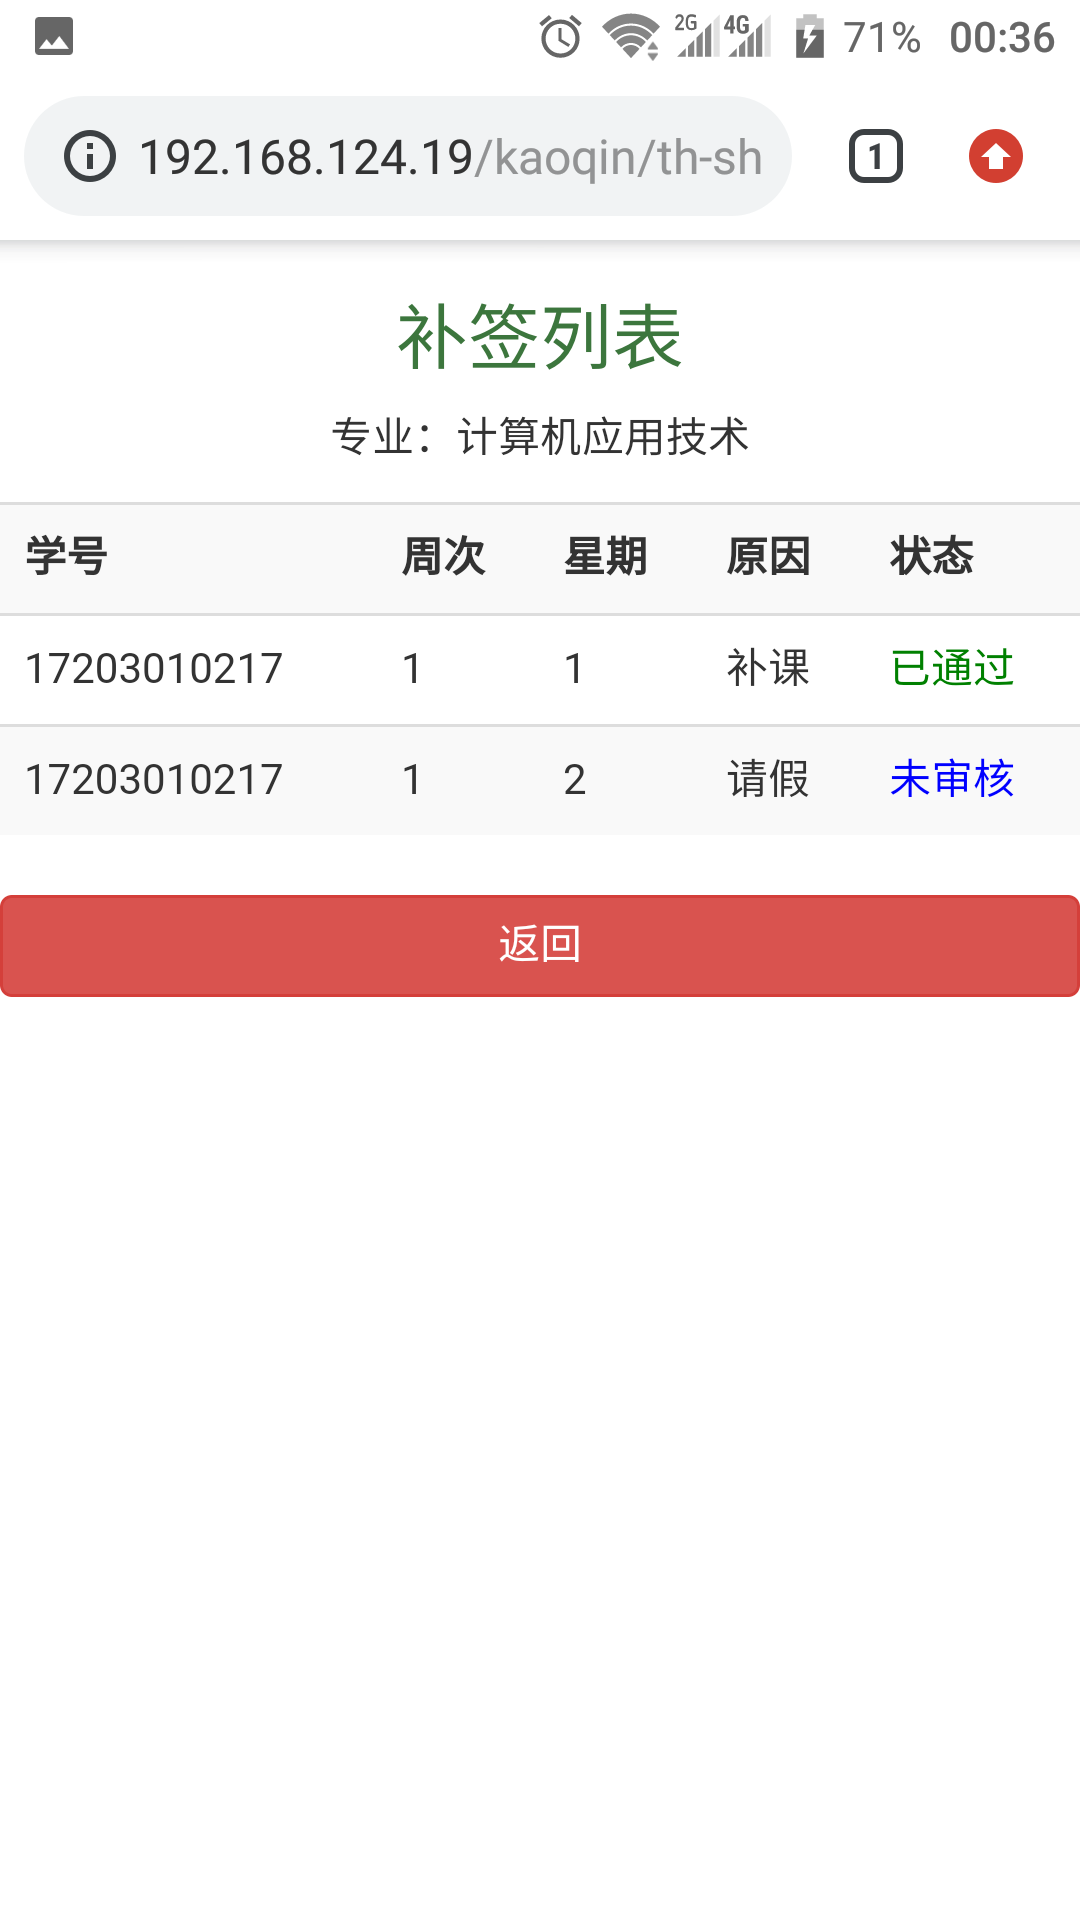 2G 4G 71% 00:36
192.168.124.19/kaoqin/th-sh 1
补签列表
专业：计算机应用技术
学号 周次 星期 原因 状态
17203010217 1 1 补课 已通过
17203010217 1 2 请假 未审核
返回